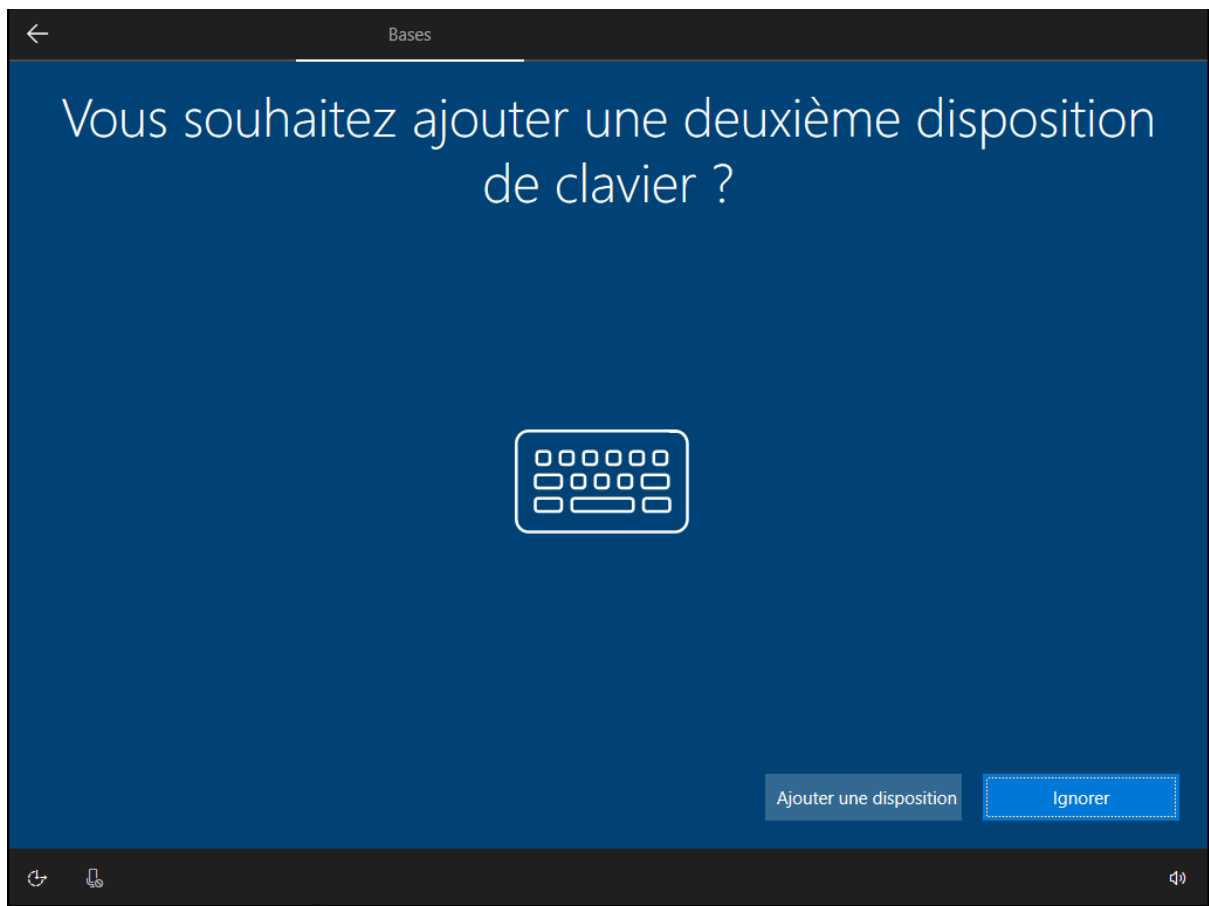 Bases
Vous souhaitez ajouter une deuxième disposition
de clavier ?
Ajouter une disposition
Ignorer